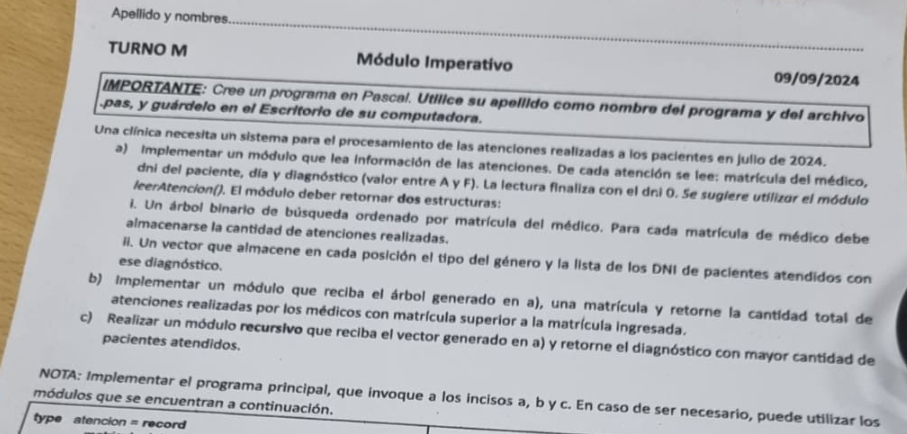 Apellido y nombres
TURNO M
Módulo Imperativo
09/09/2024
IMPORTANTE: Cree un programa en Pascal. Utilice su apellido como nombre del programa y del archivo
.pas, y guárdelo en el Escritorio de su computadora.
Una clínica necesita un sistema para el procesamiento de las atenciones realizadas a los pacientes en julio de 2024.
a) Implementar un módulo que lea información de las atenciones. De cada atención se lee: matrícula del médico,
dni del paciente, día y diagnóstico (valor entre A y F). La lectura finaliza con el dni 0. Se sugiere utilizar el módulo
leerAtencion(). El módulo deber retornar dos estructuras:
i. Un árbol binario de búsqueda ordenado por matrícula del médico. Para cada matrícula de médico debe
almacenarse la cantidad de atenciones realizadas.
ii. Un vector que almacene en cada posición el tipo del género y la lista de los DNI de pacientes atendidos con
ese diagnóstico.
b) Implementar un módulo que reciba el árbol generado en a), una matrícula y retorne la cantidad total de
atenciones realizadas por los médicos con matrícula superior a la matrícula ingresada.
c) Realizar un módulo recursivo que reciba el vector generado en a) y retorne el diagnóstico con mayor cantidad de
pacientes atendidos.
NOTA: Implementar el programa principal, que invoque a los incisos a, b y c. En caso de ser necesario, puede utilizar los
módulos que se encuentran a continuación.
type atencion = record